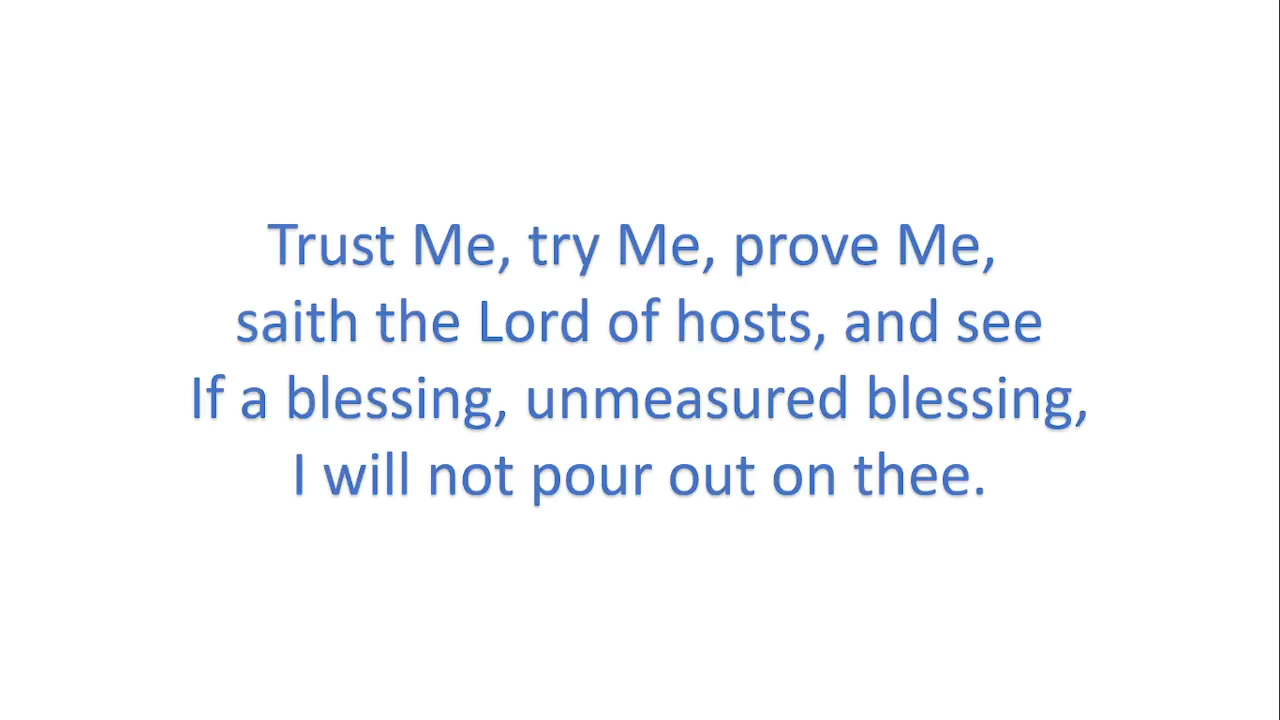 Trust Me, try Me, prove Me,
saith the Lord of hosts, and see
If a blessing, unmeasured blessing,
I will not pour out on thee.